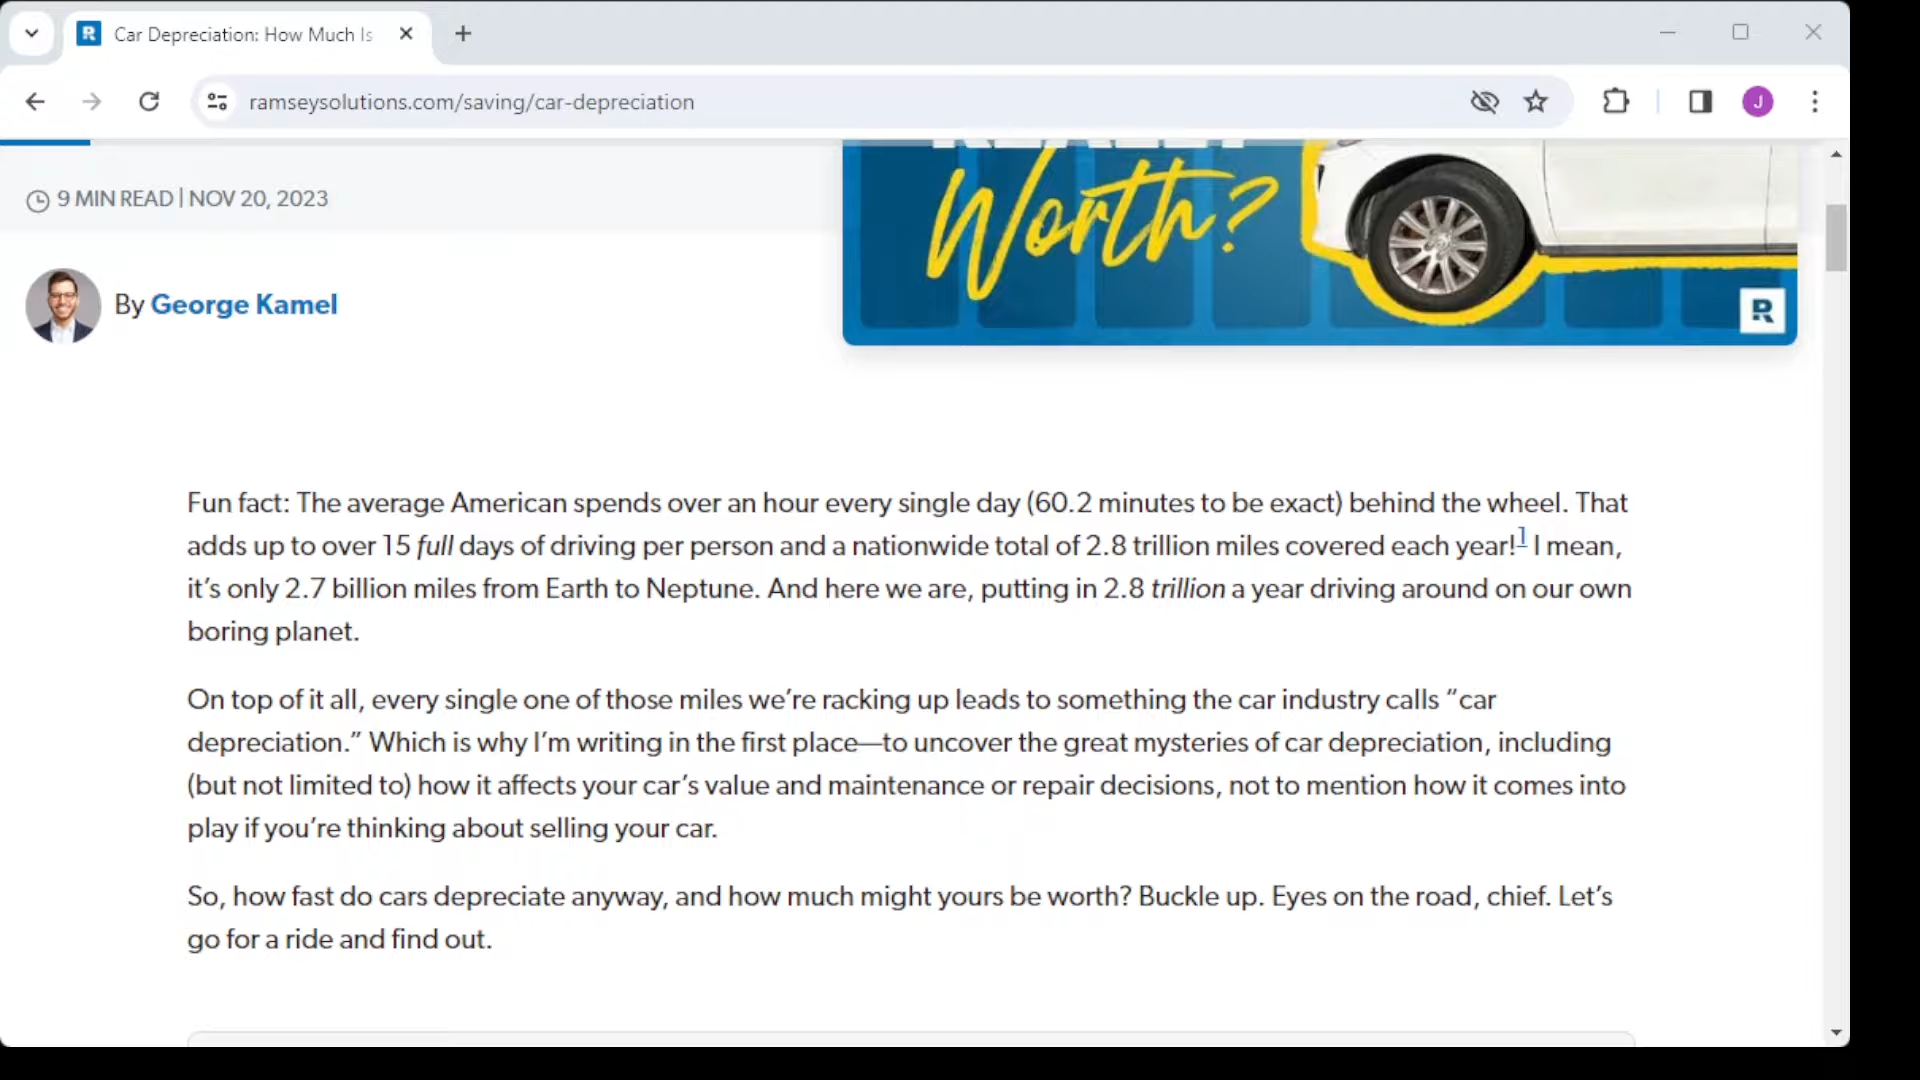 Car Depreciation: How Much Is
ramseysolutions.com/saving/car-depreciation
J
Worth?
9 MIN READ | NOV 20, 2023
By George Kamel
R
Fun fact: The average American spends over an hour every single day (60.2 minutes to be exact) behind the wheel. That
adds up to over 15 full days of driving per person and a nationwide total of 2.8 trillion miles covered each year!1 I mean,
it’s only 2.7 billion miles from Earth to Neptune. And here we are, putting in 2.8 trillion a year driving around on our own
boring planet.
On top of it all, every single one of those miles we’re racking up leads to something the car industry calls “car
depreciation.” Which is why I’m writing in the first place—to uncover the great mysteries of car depreciation, including
(but not limited to) how it affects your car’s value and maintenance or repair decisions, not to mention how it comes into
play if you’re thinking about selling your car.
So, how fast do cars depreciate anyway, and how much might yours be worth? Buckle up. Eyes on the road, chief. Let’s
go for a ride and find out.